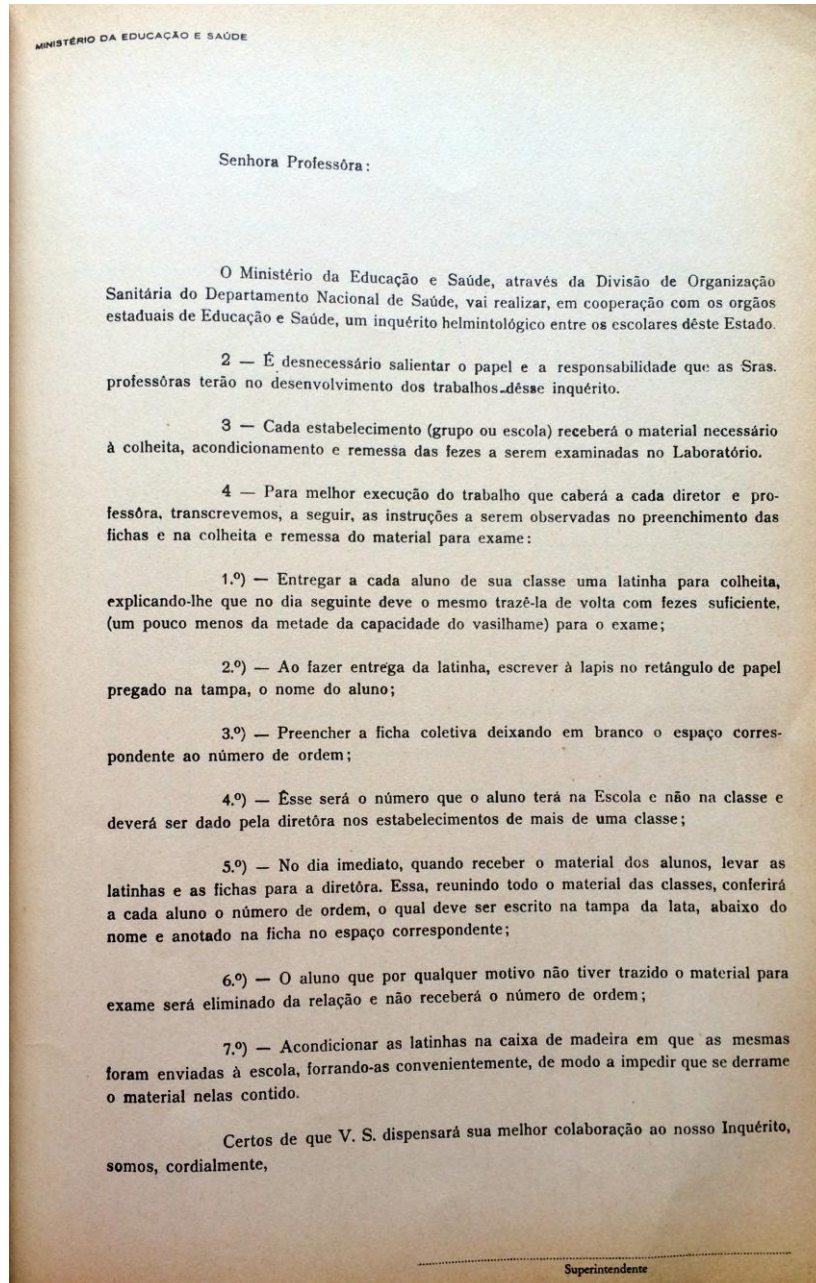 MINISTÉRIO DA EDUCAÇÃO E SAÚDE
Senhora Professôra:
O Ministério da Educação e Saúde, através da Divisão de Organização
Sanitária do Departamento Nacional de Saúde, vai realizar, em cooperação com os orgãos
estaduais de Educação e Saúde, um inquérito helmintológico entre os escolares dêste Estado.
2 — É desnecessário salientar o papel e a responsabilidade que as Sras.
professôras terão no desenvolvimento dos trabalhos dêsse inquérito.
3 — Cada estabelecimento (grupo ou escola) receberá o material necessário
à colheita, acondicionamento e remessa das fezes a serem examinadas no Laboratório.
4 — Para melhor execução do trabalho que caberá a cada diretor e pro-
fessôra, transcrevemos, a seguir, as instruções a serem observadas no preenchimento das
fichas e na colheita e remessa do material para exame:
1.º) — Entregar a cada aluno de sua classe uma latinha para colheita,
explicando-lhe que no dia seguinte deve o mesmo trazê-la de volta com fezes suficiente,
(um pouco menos da metade da capacidade do vasilhame) para o exame;
2.º) — Ao fazer entrega da latinha, escrever à lapis no retângulo de papel
pregado na tampa, o nome do aluno;
3.º) — Preencher a ficha coletiva deixando em branco o espaço corres-
pondente ao número de ordem;
4.º) — Êsse será o número que o aluno terá na Escola e não na classe e
deverá ser dado pela diretôra nos estabelecimentos de mais de uma classe;
5.º) — No dia imediato, quando receber o material dos alunos, levar as
latinhas e as fichas para a diretôra. Essa, reunindo todo o material das classes, conferirá
a cada aluno o número de ordem, o qual deve ser escrito na tampa da lata, abaixo do
nome e anotado na ficha no espaço correspondente;
6.º) — O aluno que por qualquer motivo não tiver trazido o material para
exame será eliminado da relação e não receberá o número de ordem;
7.º) — Acondicionar as latinhas na caixa de madeira em que as mesmas
foram enviadas à escola, forrando-as convenientemente, de modo a impedir que se derrame
o material nelas contido.
Certos de que V. S. dispensará sua melhor colaboração ao nosso Inquérito,
somos, cordialmente,
Superintendente